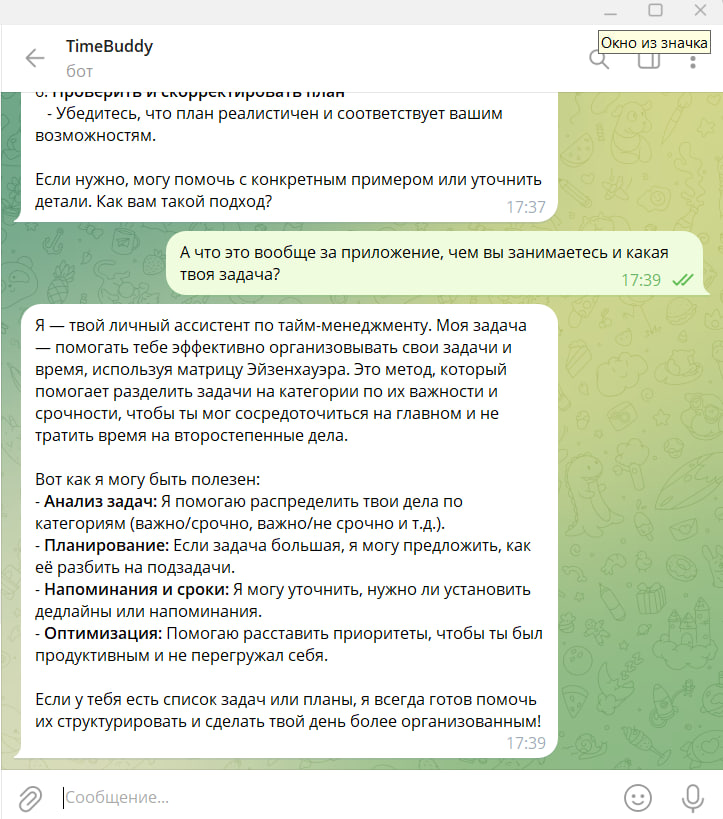 TimeBuddy
бот
Окно из значка
6. Проверить и скорректировать план
- Убедитесь, что план реалистичен и соответствует вашим
возможностям.
Если нужно, могу помочь с конкретным примером или уточнить
детали. Как вам такой подход?
17:37
А что это вообще за приложение, чем вы занимаетесь и какая
твоя задача?
17:39
Я — твой личный ассистент по тайм-менеджменту. Моя задача
— помогать тебе эффективно организовывать свои задачи и
время, используя матрицу Эйзенхауэра. Это метод, который
помогает разделить задачи на категории по их важности и
срочности, чтобы ты мог сосредоточиться на главном и не
тратить время на второстепенные дела.
Вот как я могу быть полезен:
- Анализ задач: Я помогаю распределить твои дела по
категориям (важно/срочно, важно/не срочно и т.д.).
- Планирование: Если задача большая, я могу предложить, как
её разбить на подзадачи.
- Напоминания и сроки: Я могу уточнить, нужно ли установить
дедлайны или напоминания.
- Оптимизация: Помогаю расставить приоритеты, чтобы ты был
продуктивным и не перегружал себя.
Если у тебя есть список задач или планы, я всегда готов помочь
их структурировать и сделать твой день более организованным!
17:39
Сообщение...